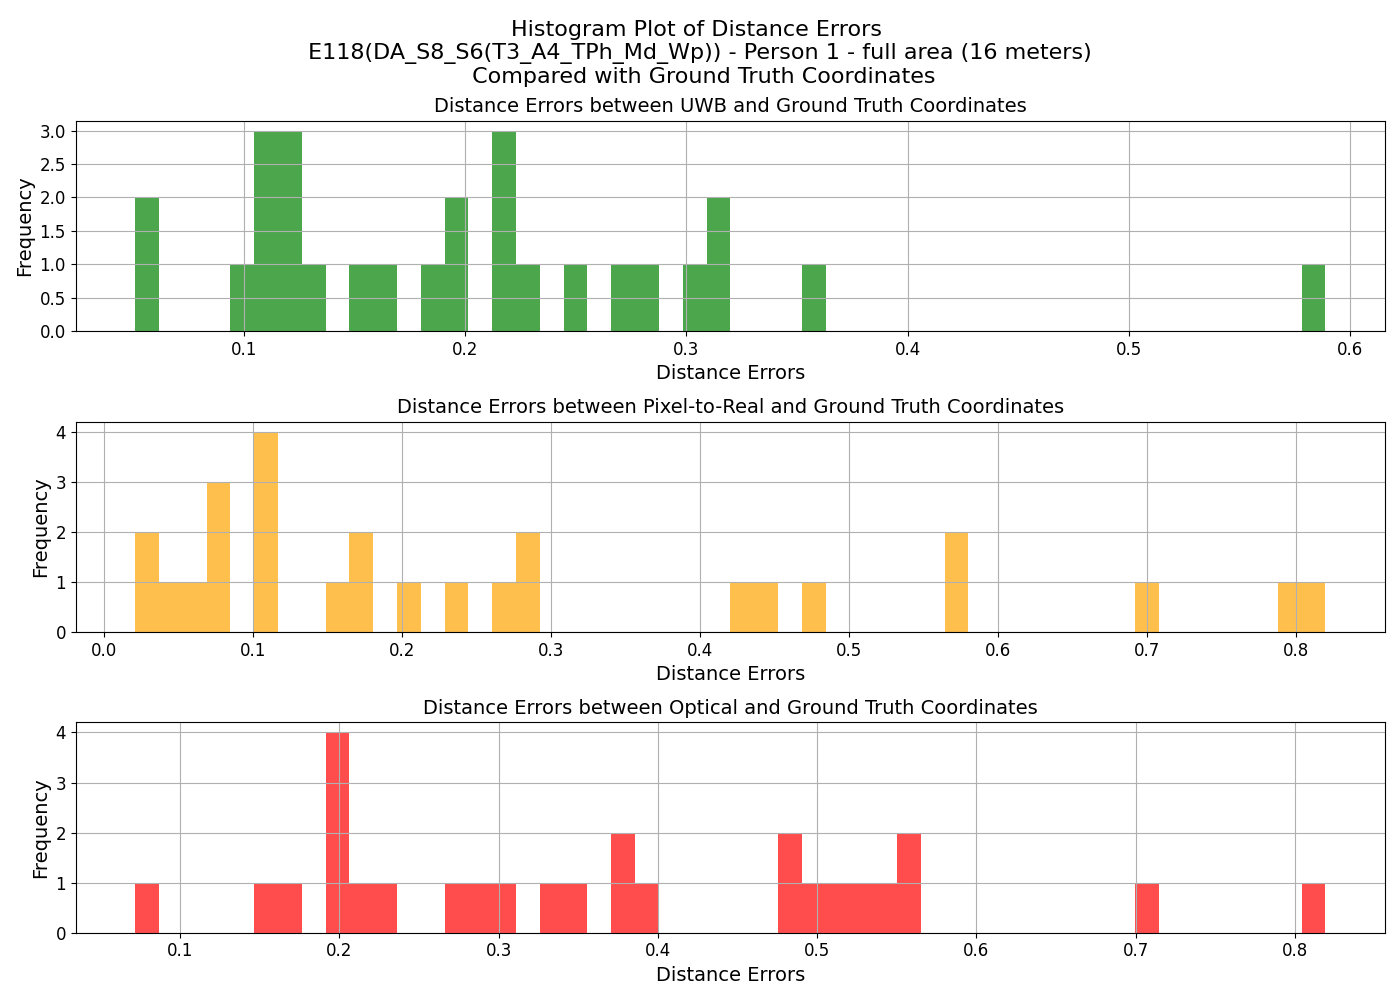 Histogram Plot of Distance Errors
E118(DA_S8_S6(T3_A4_TPh_Md_Wp)) - Person 1 - full area (16 meters)
Compared with Ground Truth Coordinates
Distance Errors between UWB and Ground Truth Coordinates
3.0
2.5
2.0
1.5
1.0
0.5
0.0
Frequency
0.1 0.2 0.3 0.4 0.5 0.6
Distance Errors
Distance Errors between Pixel-to-Real and Ground Truth Coordinates
4
3
2
1
0
Frequency
0.0 0.1 0.2 0.3 0.4 0.5 0.6 0.7 0.8
Distance Errors
Distance Errors between Optical and Ground Truth Coordinates
4
3
2
1
0
Frequency
0.1 0.2 0.3 0.4 0.5 0.6 0.7 0.8
Distance Errors